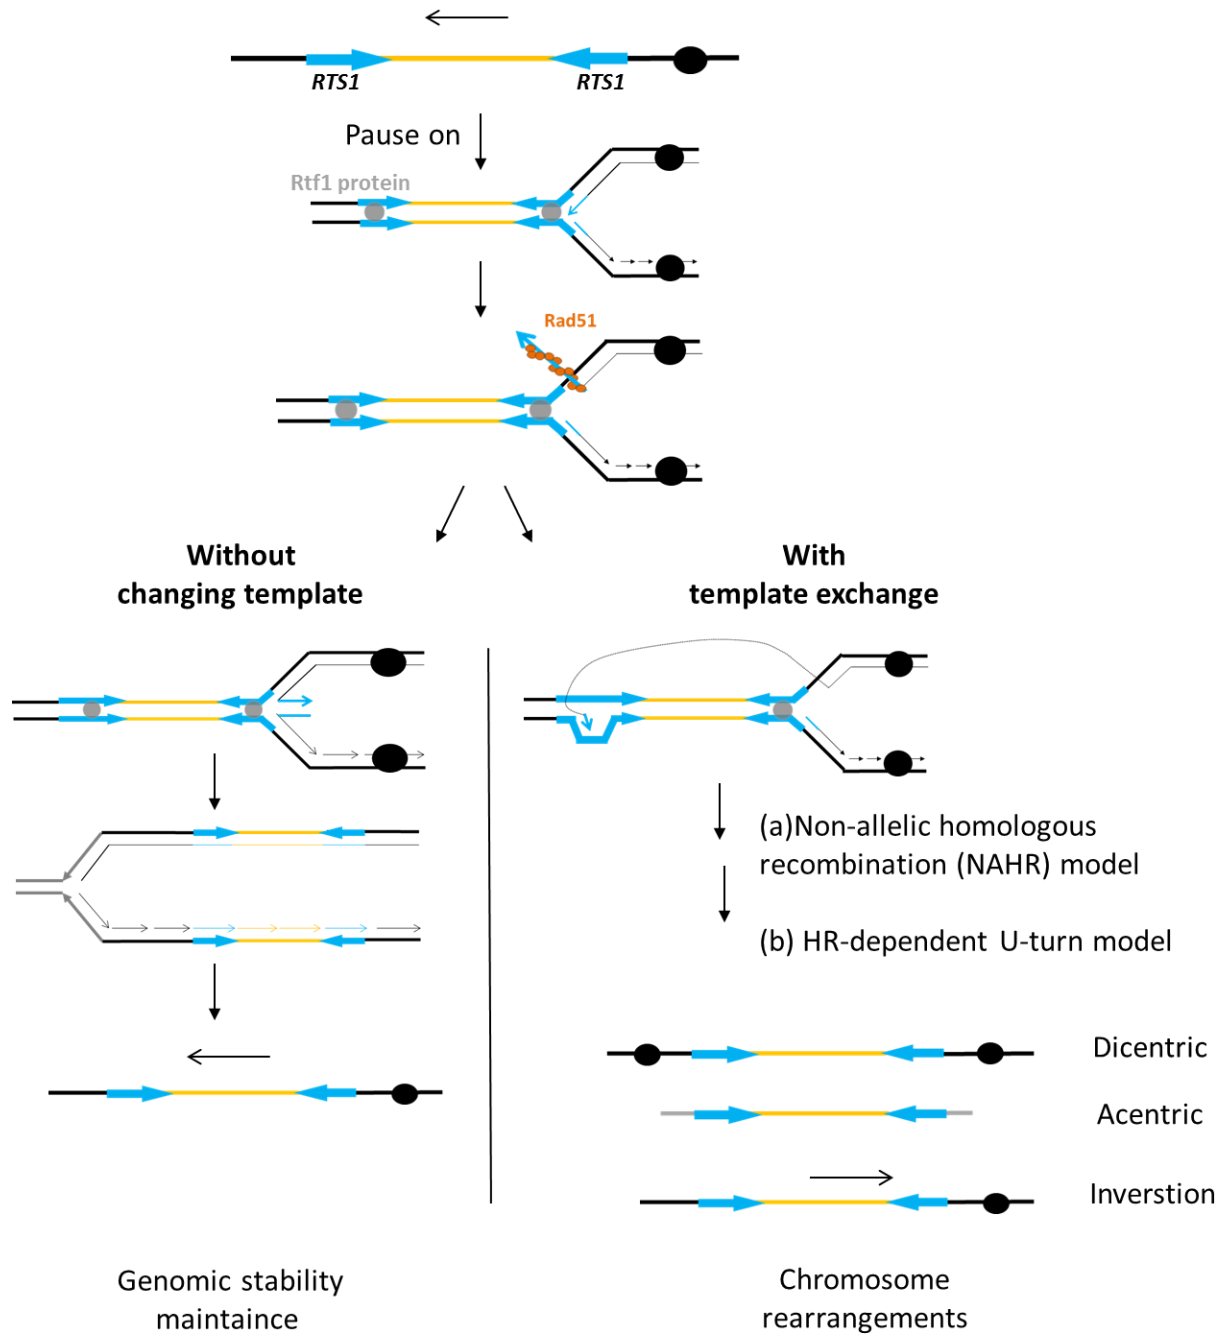 RTS1
RTS1
Pause on
Rtf1 protein
Rad51
Without
changing template
With
template exchange
(a)Non-allelic homologous
recombination (NAHR) model
(b) HR-dependent U-turn model
Dicentric
Acentric
Inverstion
Genomic stability
maintaince
Chromosome
rearrangements